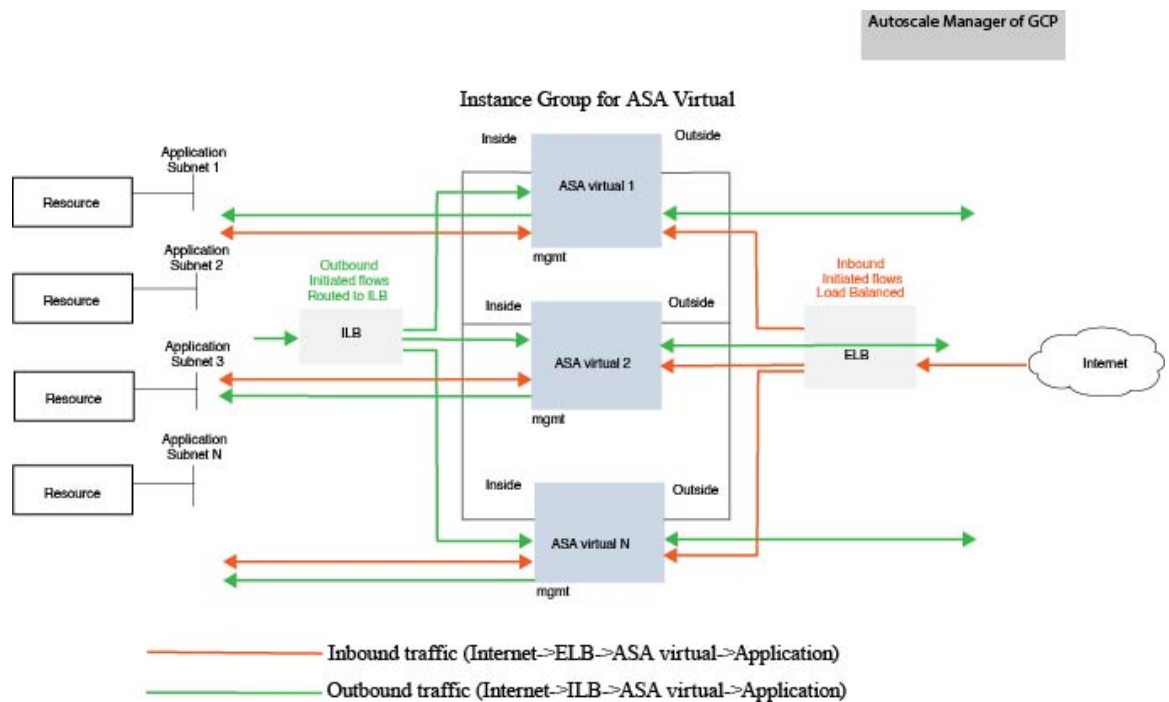 Autoscale Manager of GCP
Instance Group for ASA Virtual
Inside
Outside
Application
Subnet 1
Resource
ASA virtual 1
mgmt
Application
Subnet 2
Resource
Outbound
Initiated flows
Routed to ILB
ILB
Inside
Outside
ASA virtual 2
mgmt
Inbound
Initiated flows
Load Balanced
ELB
Internet
Application
Subnet 3
Resource
Application
Subnet N
Resource
Inside
Outside
ASA virtual N
mgmt
Inbound traffic (Internet->ELB->ASA virtual->Application)
Outbound traffic (Internet->ILB->ASA virtual->Application)